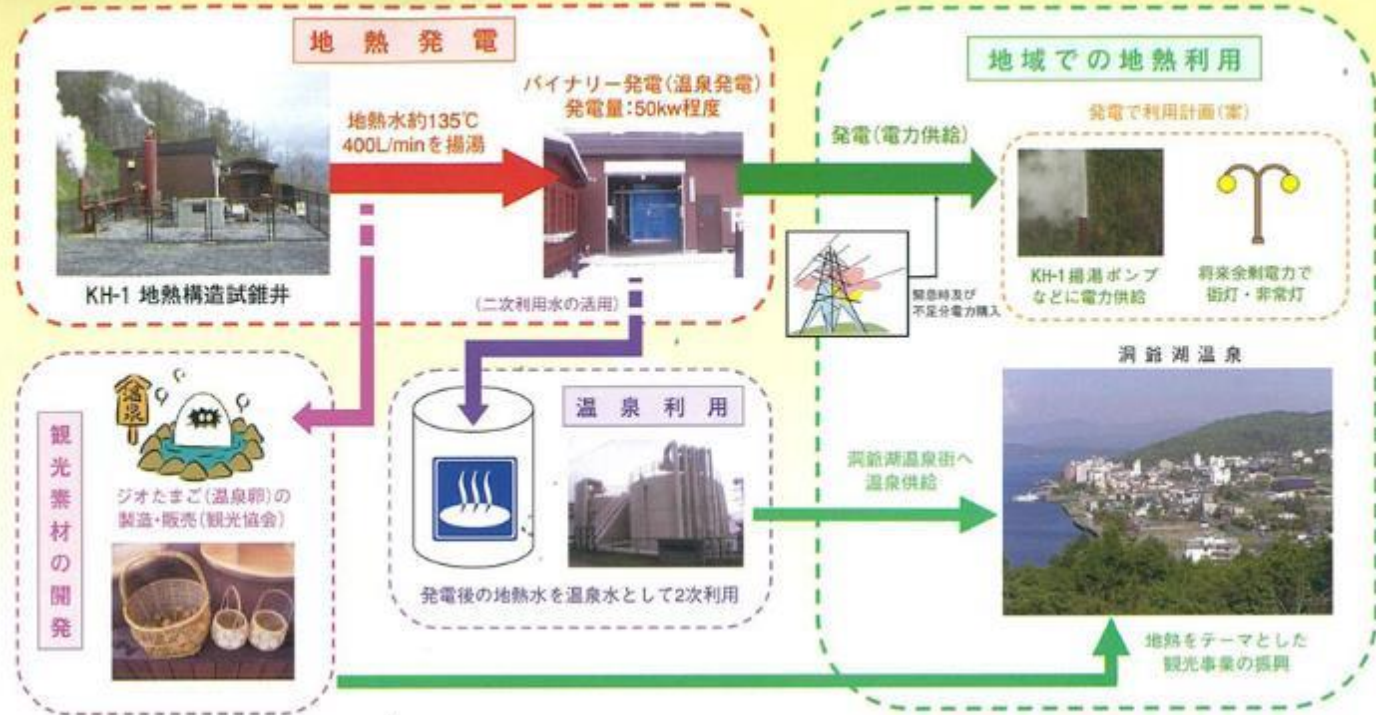 地熱発電
地熱水約135℃
400L/minを揚湯
バイナリー発電(温泉発電)
発電量:50kw程度
KH-1 地熱構造試錐井
(二次利用水の活用)
地域での地熱利用
発電(電力供給)
発電で利用計画(案)
KH-1揚湯ポンプ
などに電力供給
将来余剰電力で
街灯・非常灯
緊急時及び
不足分電力購入
観光素材の開発
温泉
ジオたまご(温泉卵)の
製造・販売(観光協会)
温泉利用
発電後の地熱水を温泉水として2次利用
洞爺湖温泉街へ
温泉供給
洞爺湖温泉
地熱をテーマとした
観光事業の振興